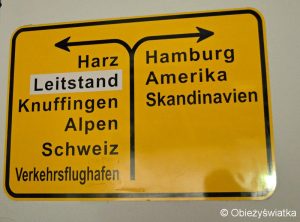 Harz
Leitstand
Knuffingen
Alpen
Schweiz
Verkehrsflughafen
Hamburg
Amerika
Skandinavien
© Obieżyświatka